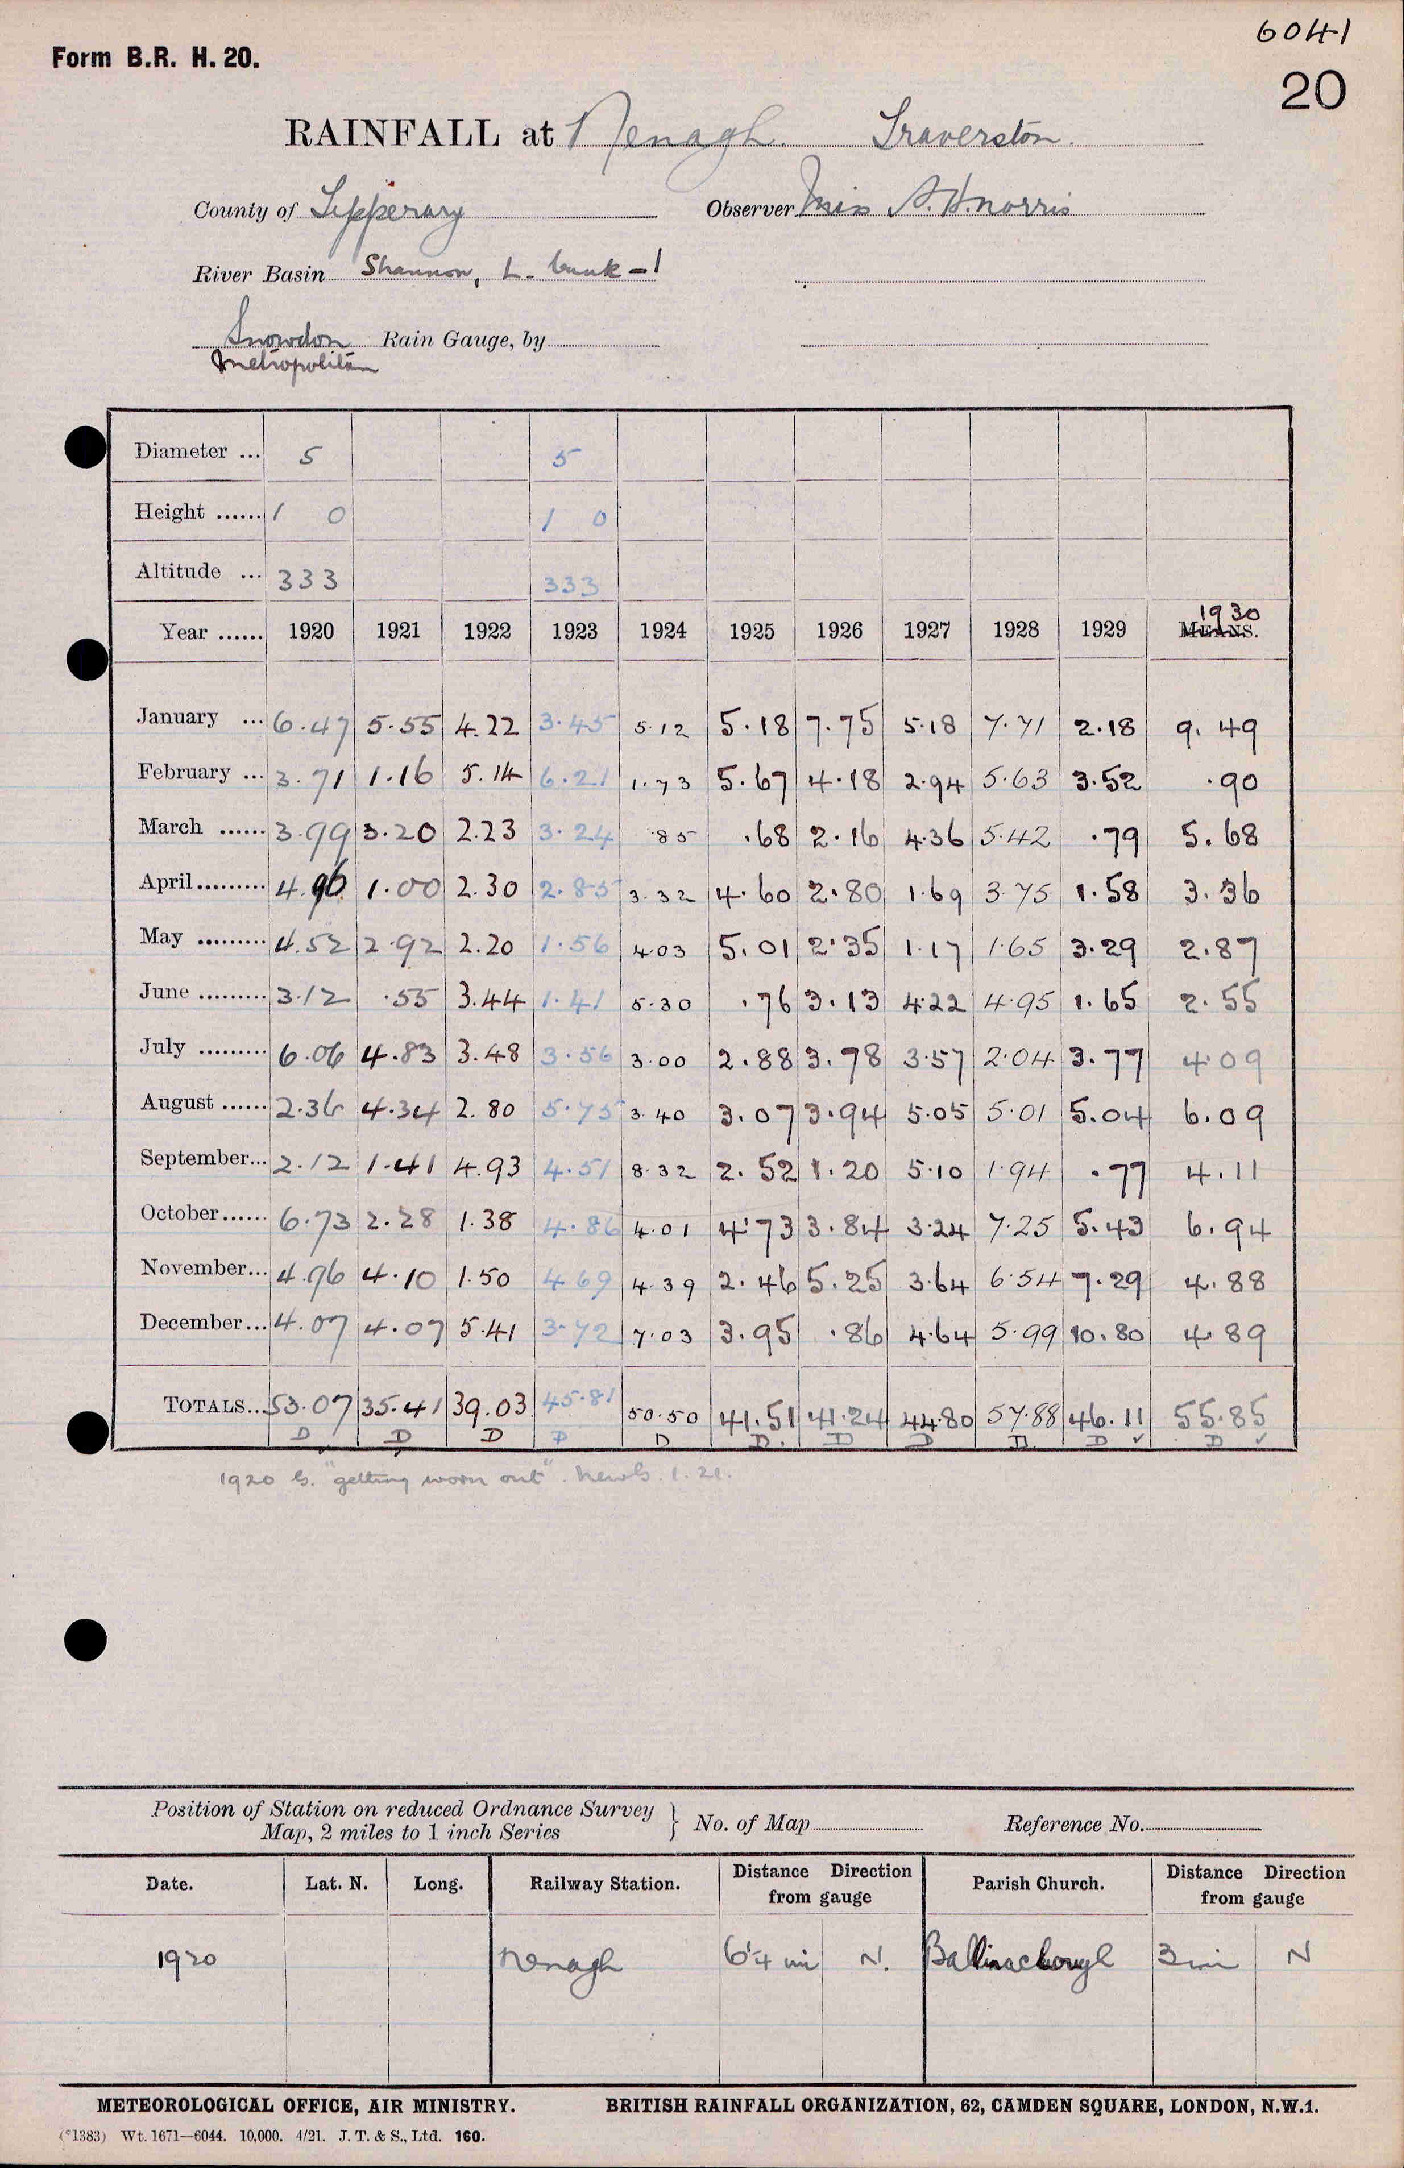 6041
Form B.R. H. 20.
20
RAINFALL at Nenagh. Traverston.
County of Tipperary Observer Miss A.H. Norris
River Basin Shannon, L. bank - 1
Snowdon Rain Gauge, by
Metropolitan
Diameter ... 5 5
Height ...... 1 0 1 0
Altitude ... 333 333
1930
Year ...... 1920 1921 1922 1923 1924 1925 1926 1927 1928 1929 MEANS.
January ... 6.47 5.55 4.22 3.45 5.12 5.18 7.75 5.18 7.71 2.18 9.49
February ... 3.71 1.16 5.14 6.21 1.73 5.67 4.18 2.94 5.63 3.52 .90
March ...... 3.99 3.20 2.23 3.24 .85 .68 2.16 4.36 5.42 .79 5.68
April......... 4.96 1.00 2.30 2.85 3.32 4.60 2.80 1.69 3.75 1.58 3.36
May ......... 4.52 2.92 2.20 1.56 4.03 5.01 2.35 1.17 1.65 3.29 2.87
June ......... 3.12 .55 3.44 1.41 5.30 .76 3.13 4.22 4.95 1.65 2.55
July ......... 6.06 4.83 3.48 3.56 3.00 2.88 3.78 3.57 2.04 3.77 4.09
August ...... 2.36 4.34 2.80 5.75 3.40 3.07 3.94 5.05 5.01 5.04 6.09
September... 2.12 1.41 4.93 4.51 8.32 2.52 1.20 5.10 1.94 .77 4.11
October...... 6.73 2.28 1.38 4.86 4.01 4.73 3.84 3.24 7.25 5.43 6.94
November... 4.96 4.10 1.50 4.69 4.39 2.46 5.25 3.64 6.54 7.29 4.88
December... 4.07 4.07 5.41 3.72 7.03 3.95 .86 4.64 5.99 10.80 4.89
TOTALS... 53.07 35.41 39.03 45.81 50.50 41.51 41.24 44.80 57.88 46.11 55.85
D D D D D D. D D D D ✓ D ✓
1920 G. "getting worn out". New G. 1.21.
Position of Station on reduced Ordnance Survey
Map, 2 miles to 1 inch Series } No. of Map Reference No.
Date. Lat. N. Long. Railway Station. Distance Direction from gauge Parish Church. Distance Direction from gauge
1920 Nenagh 6¼ mi N. Ballinaclough 3 mi N
METEOROLOGICAL OFFICE, AIR MINISTRY. BRITISH RAINFALL ORGANIZATION, 62, CAMDEN SQUARE, LONDON, N.W.1.
(*1383) Wt. 1671—6044. 10,000. 4/21. J. T. & S., Ltd. 160.